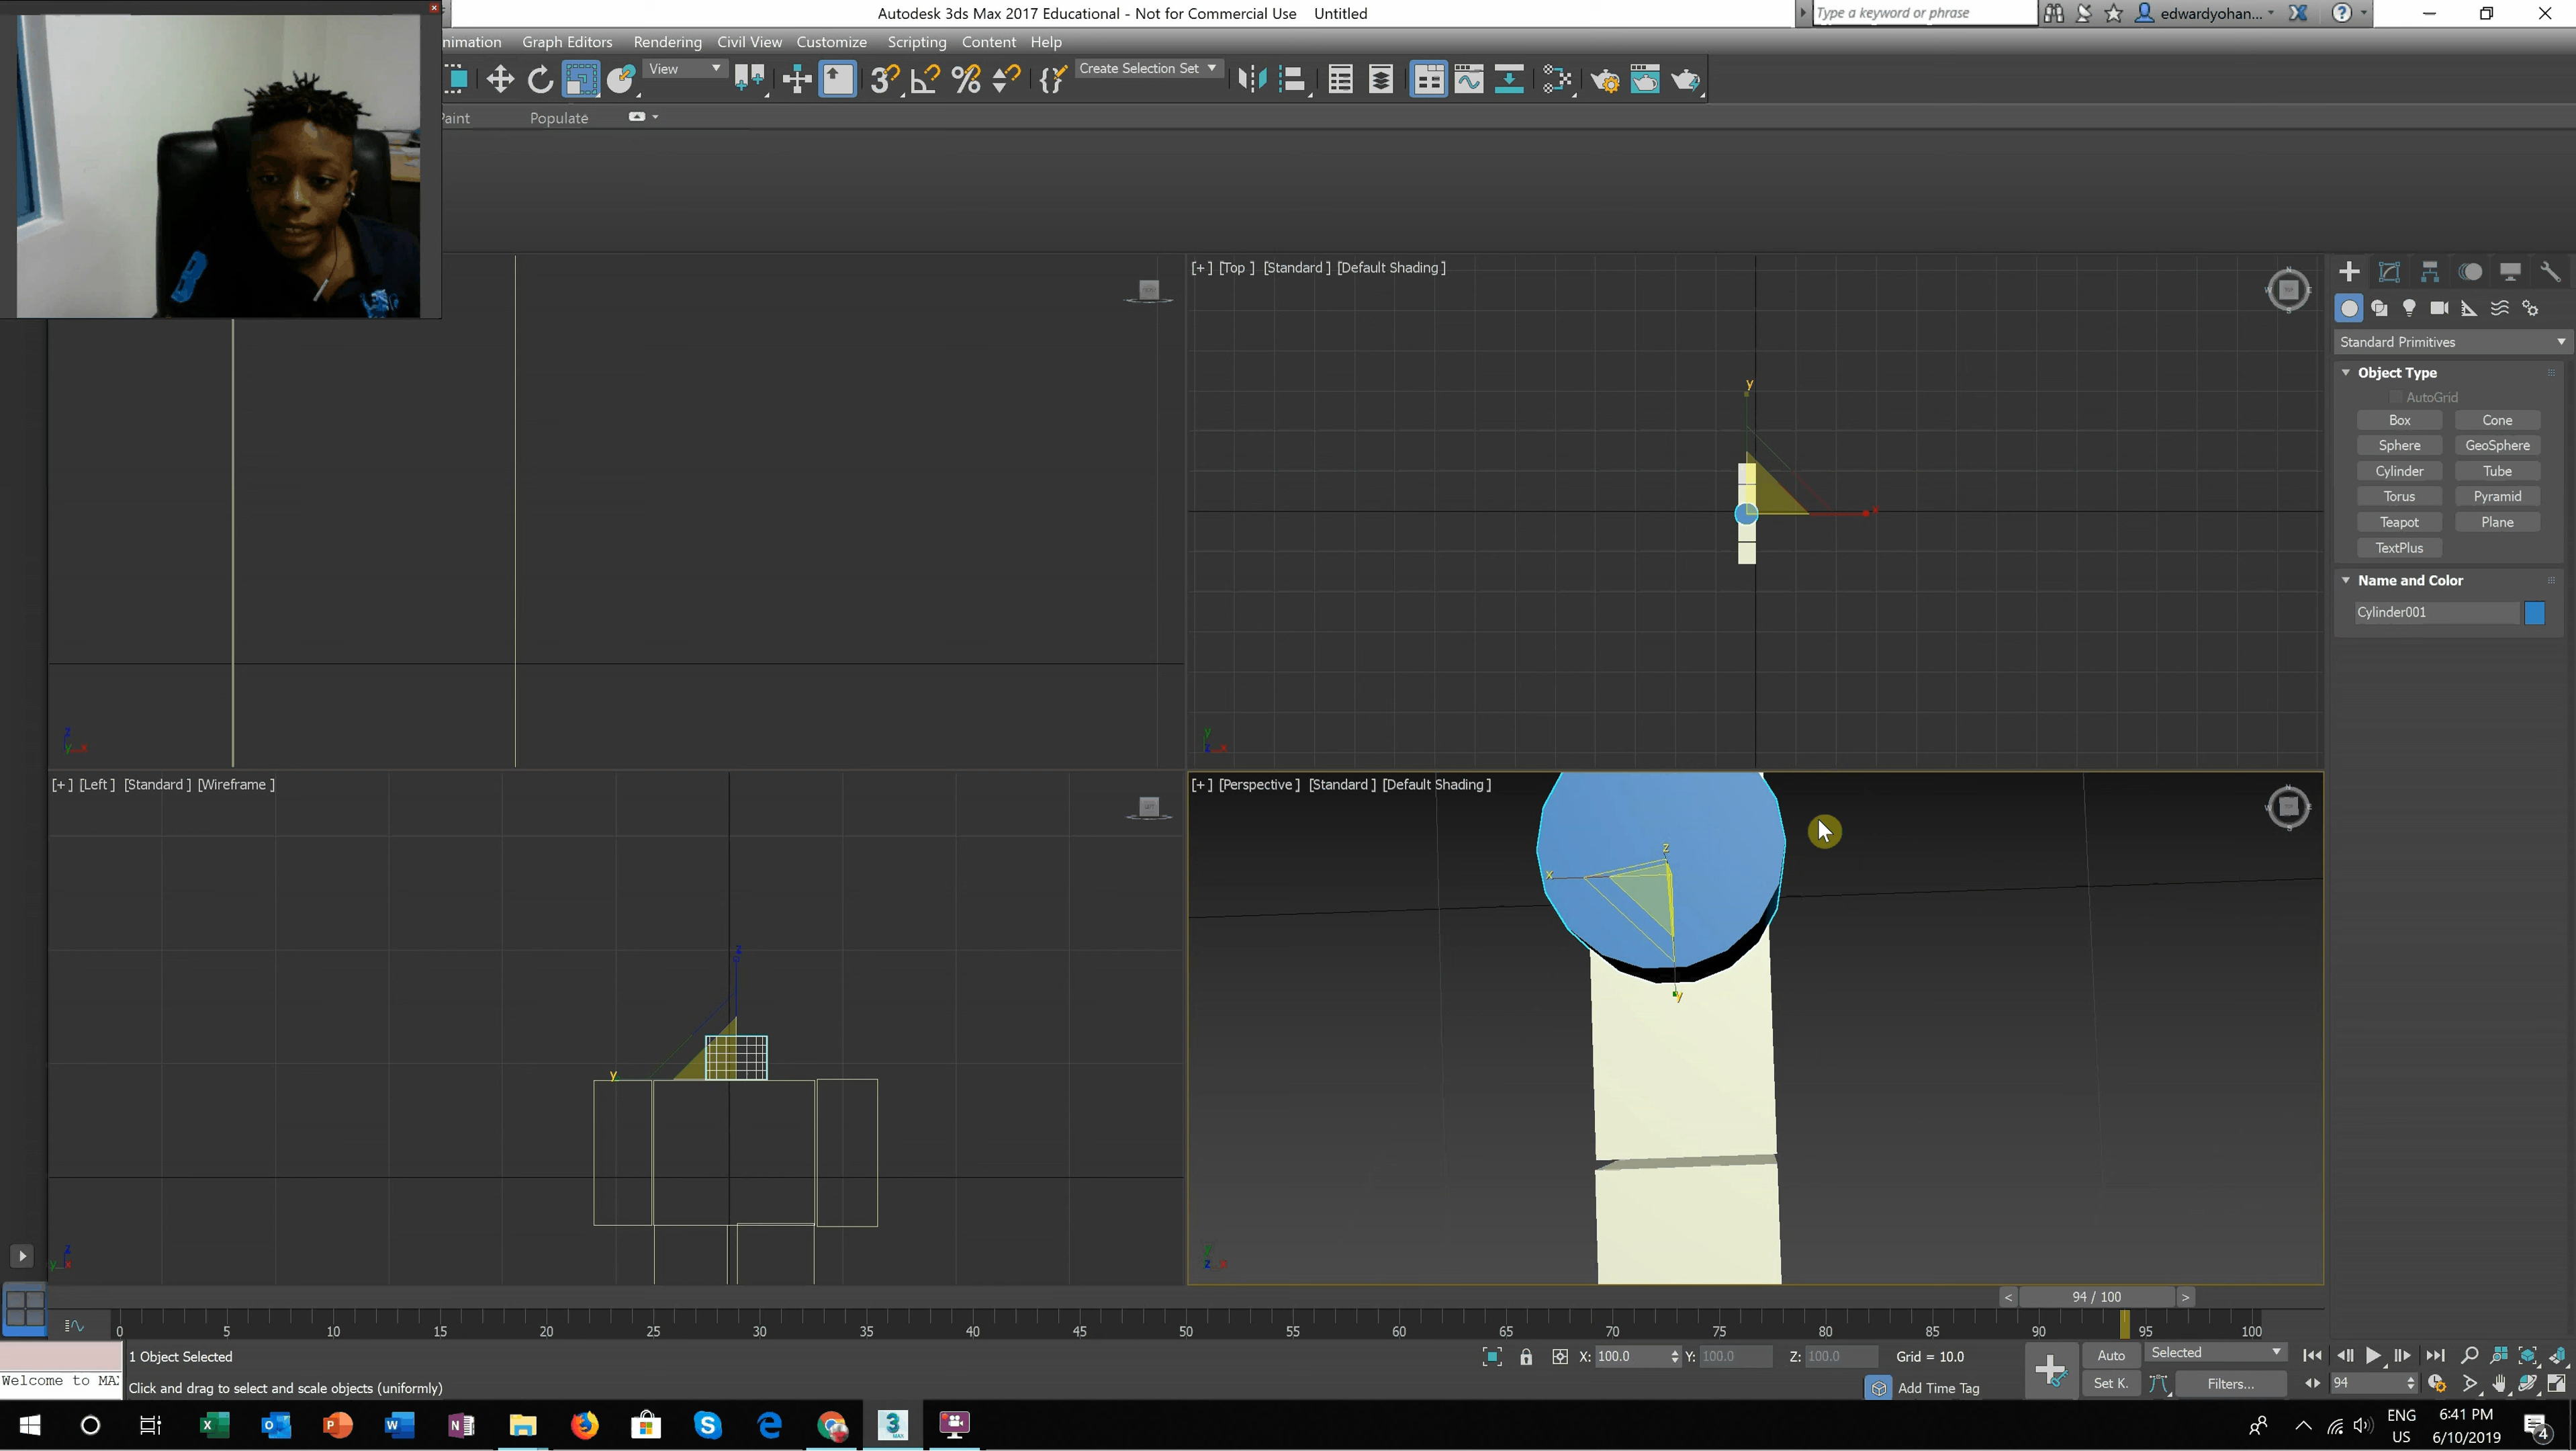 Autodesk 3ds Max 2017 Educational - Not for Commercial Use Untitled
Type a keyword or phrase
edwardyohan...
nimation Graph Editors Rendering Civil View Customize Scripting Content Help
View
Create Selection Set
Paint Populate
[+] [Top ] [Standard ] [Default Shading ]
y
x
z
y x
y
z x
Standard Primitives
Object Type
AutoGrid
Box Cone
Sphere GeoSphere
Cylinder Tube
Torus Pyramid
Teapot Plane
TextPlus
Name and Color
Cylinder001
[+] [Left ] [Standard ] [Wireframe ]
z
y
z
y x
[+] [Perspective ] [Standard ] [Default Shading ]
z
x
y
y
z x
< 94 / 100 >
0 5 10 15 20 25 30 35 40 45 50 55 60 65 70 75 80 85 90 95 100
1 Object Selected
X: 100.0 Y: 100.0 Z: 100.0 Grid = 10.0
Auto Selected
Welcome to MAX
Click and drag to select and scale objects (uniformly)
Add Time Tag
Set K. Filters... 94
ENG
US
6:41 PM
6/10/2019
4